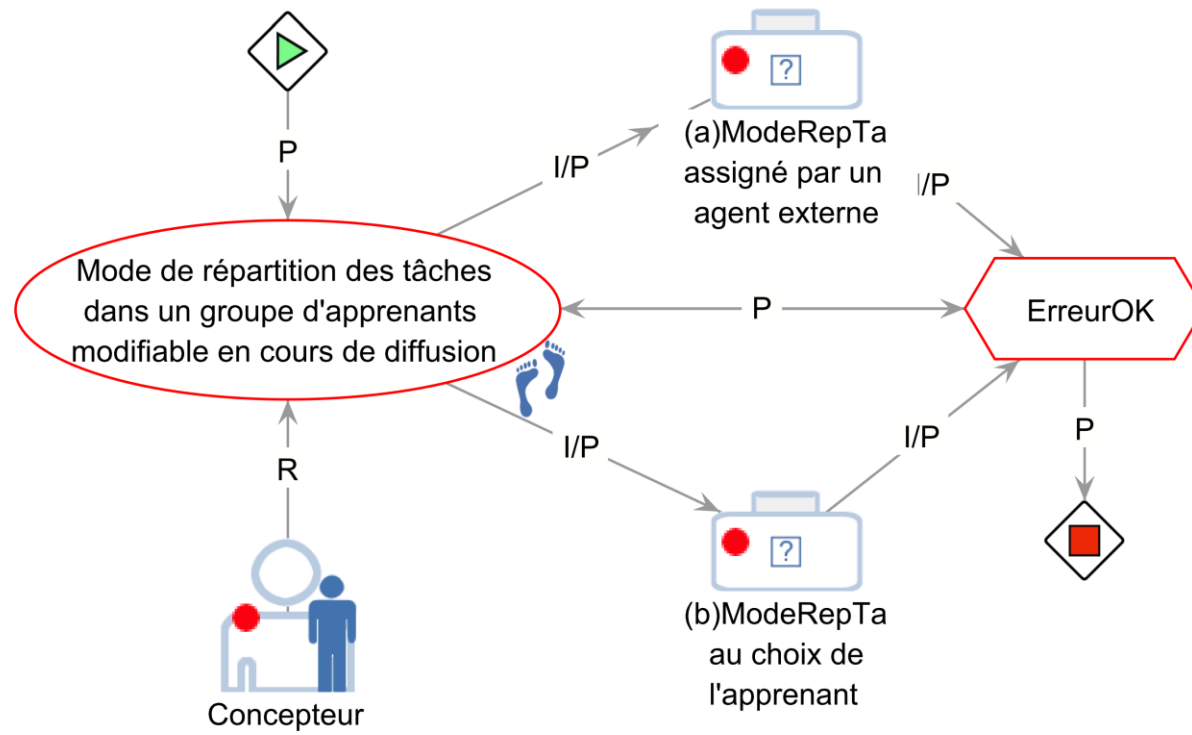 P
I/P
(a)ModeRepTa
assigné par un
agent externe
I/P
Mode de répartition des tâches
dans un groupe d'apprenants
modifiable en cours de diffusion
P
ErreurOK
I/P
I/P
P
R
?
?
(b)ModeRepTa
au choix de
l'apprenant
Concepteur